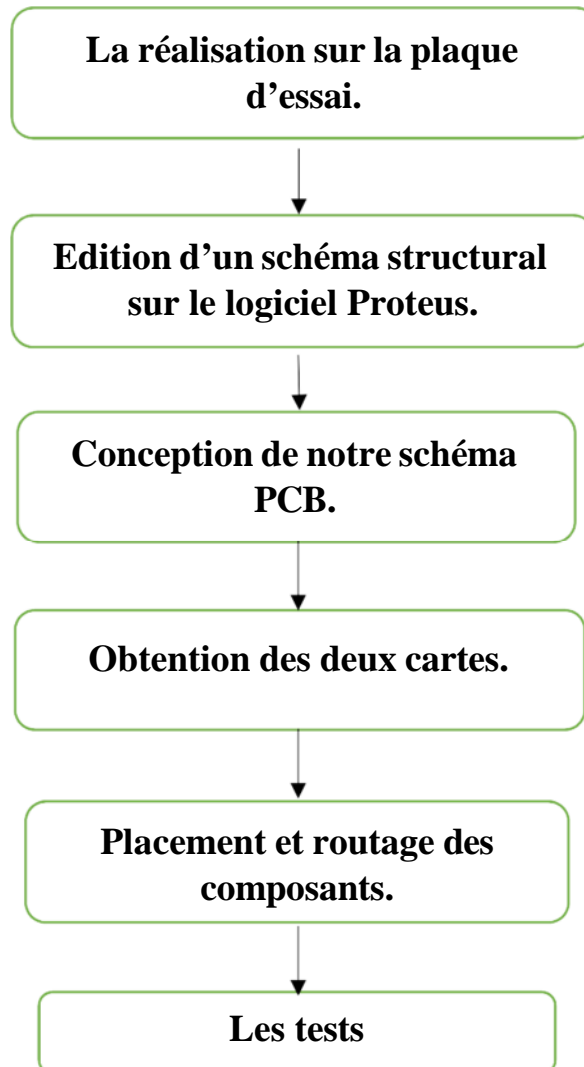 La réalisation sur la plaque
d’essai.
Edition d’un schéma structural
sur le logiciel Proteus.
Conception de notre schéma
PCB.
Obtention des deux cartes.
Placement et routage des
composants.
Les tests